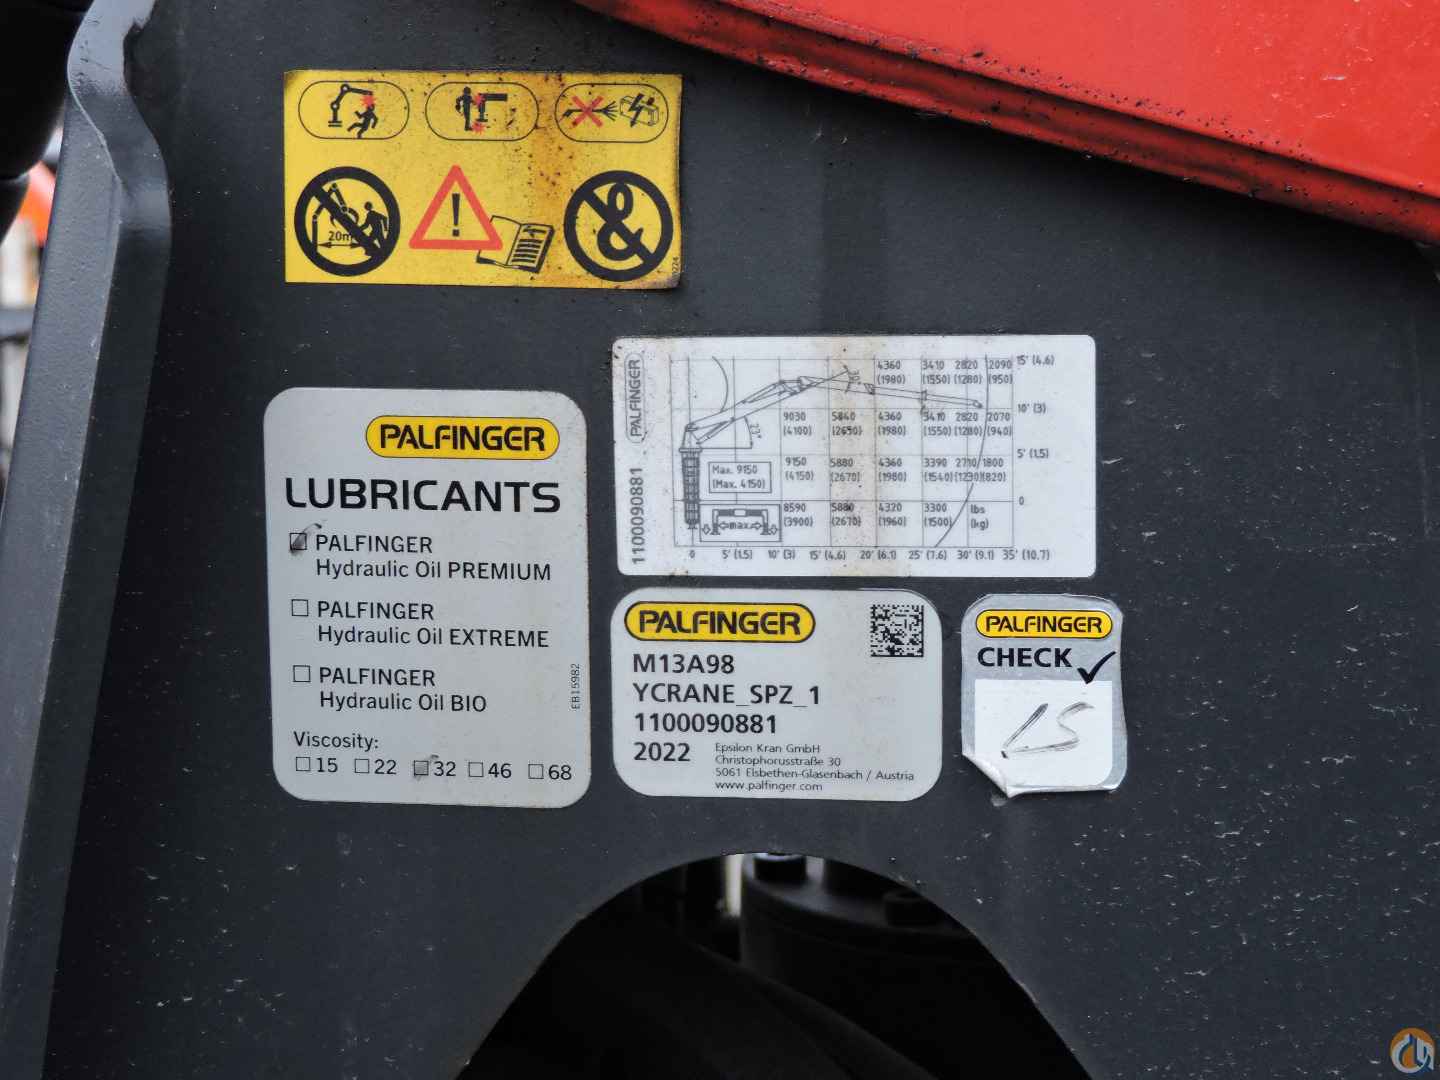 20m
!
&
PALFINGER
LUBRICANTS
PALFINGER
Hydraulic Oil PREMIUM
PALFINGER
Hydraulic Oil EXTREME
PALFINGER
Hydraulic Oil BIO
EB15982
Viscosity:
15 22 32 46 68
PALFINGER
1100090881
4360 3410 2820 2090 15' (4.6)
(1980) (1550) (1280) (950)
10' (3)
9030 5840 4360 3410 2820 2070
(4100) (2650) (1980) (1550) (1280) (940)
23°
5' (1.5)
9150 5880 4360 3390 2710 1800
(4150) (2670) (1980) (1540) (1230) (820)
Max. 9150
(Max. 4150)
0
8590 5880 4320 3300 lbs
(3900) (2670) (1960) (1500) (kg)
max.
0 5' (1.5) 10' (3) 15' (4.6) 20' (6.1) 25' (7.6) 30' (9.1) 35' (10.7)
PALFINGER
M13A98
YCRANE_SPZ_1
1100090881
2022
Epsilon Kran GmbH
Christophorusstraße 30
5061 Elsbethen-Glasenbach / Austria
www.palfinger.com
PALFINGER
CHECK